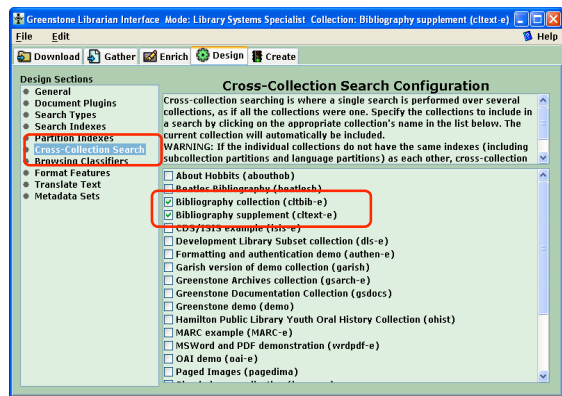 Greenstone Librarian Interface Mode: Library Systems Specialist Collection: Bibliography supplement (cltext-e)
File Edit Help
Download Gather Enrich Design Create
Design Sections
General
Document Plugins
Search Types
Search Indexes
Partition Indexes
Cross-Collection Search
Browsing Classifiers
Format Features
Translate Text
Metadata Sets
Cross-Collection Search Configuration
Cross-collection searching is where a single search is performed over several
collections, as if all the collections were one. Specify the collections to include in
a search by clicking on the appropriate collection's name in the list below. The
current collection will automatically be included.
WARNING: If the individual collections do not have the same indexes (including
subcollection partitions and language partitions) as each other, cross-collection
About Hobbits (abouthob)
Beatles Bibliography (beatlesb)
Bibliography collection (cltbib-e)
Bibliography supplement (cltext-e)
CDS/ISIS example (isis-e)
Development Library Subset collection (dls-e)
Formatting and authentication demo (authen-e)
Garish version of demo collection (garish)
Greenstone Archives collection (gsarch-e)
Greenstone Documentation Collection (gsdocs)
Greenstone demo (demo)
Hamilton Public Library Youth Oral History Collection (ohist)
MARC example (MARC-e)
MSWord and PDF demonstration (wrdpdf-e)
OAI demo (oai-e)
Paged Images (pagedima)